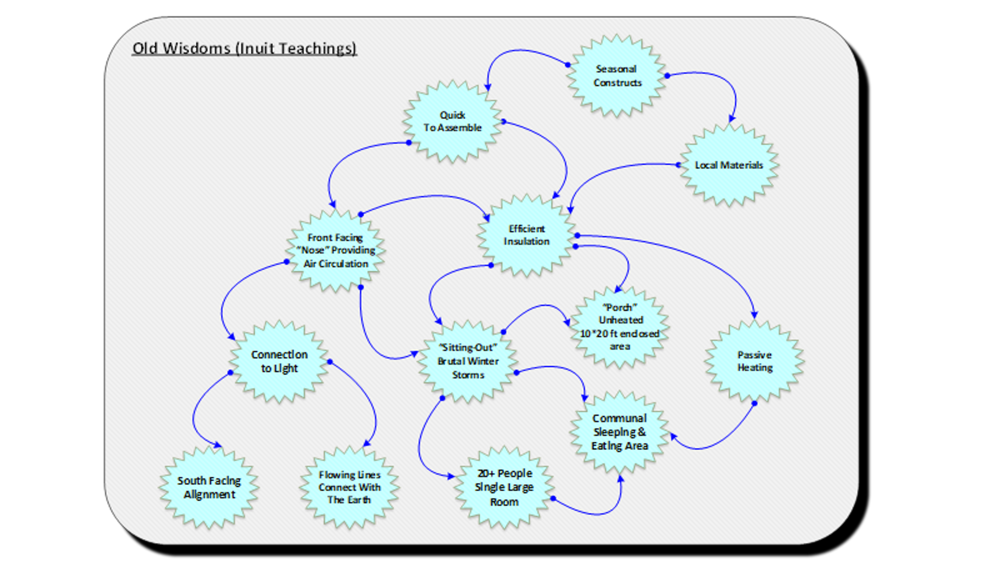 Old Wisdoms (Inuit Teachings)
Seasonal
Constructs
Quick
To Assemble
Local Materials
Efficient
Insulation
Front Facing
“Nose” Providing
Air Circulation
“Porch”
Unheated
10*20 ft enclosed
area
Connection
to Light
“Sitting-Out”
Brutal Winter
Storms
Passive
Heating
Communal
Sleeping &
Eating Area
South Facing
Alignment
Flowing Lines
Connect With
The Earth
20+ People
Single Large
Room